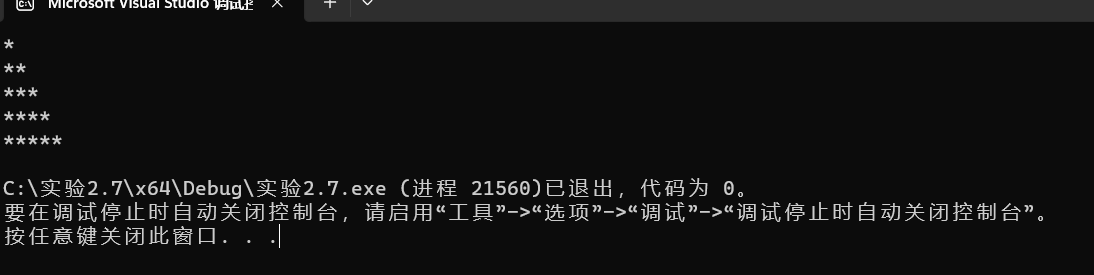 Microsoft Visual Studio 调试
*
**
***
****
*****
C:\实验2.7\x64\Debug\实验2.7.exe (进程 21560)已退出，代码为 0。
要在调试停止时自动关闭控制台，请启用“工具”->“选项”->“调试”->“调试停止时自动关闭控制台”。
按任意键关闭此窗口. . .